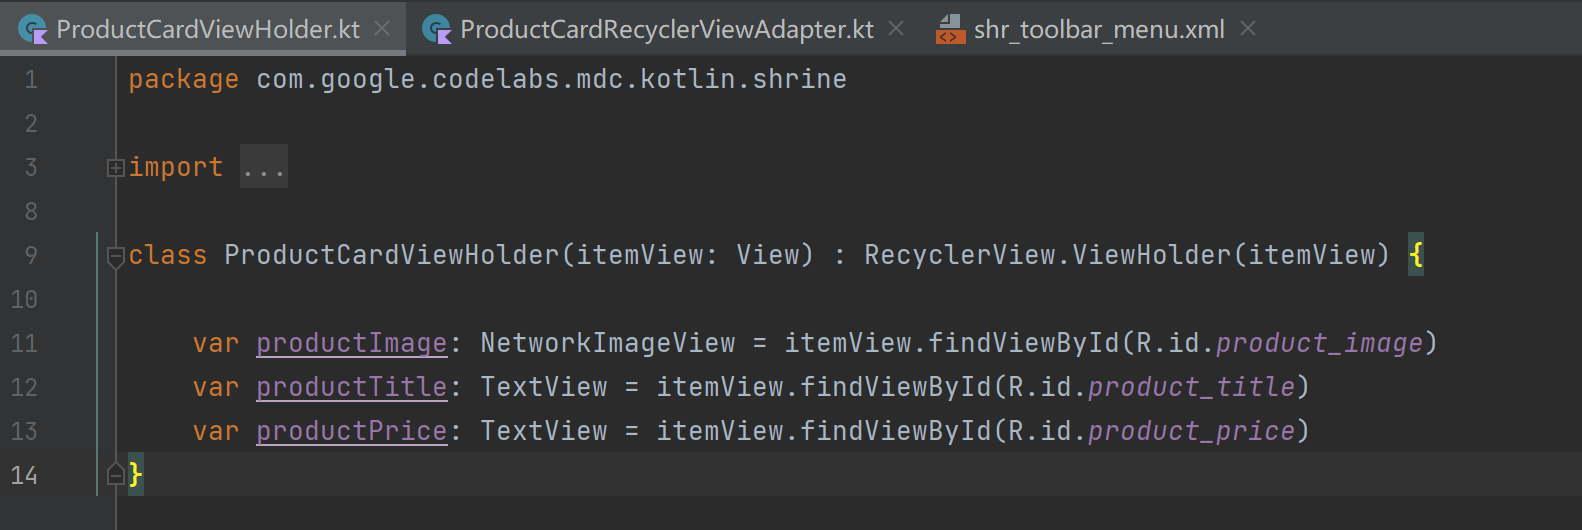 ProductCardViewHolder.kt ProductCardRecyclerViewAdapter.kt shr_toolbar_menu.xml
1 package com.google.codelabs.mdc.kotlin.shrine
2
3 import ...
8
9 class ProductCardViewHolder(itemView: View) : RecyclerView.ViewHolder(itemView) {
10
11     var productImage: NetworkImageView = itemView.findViewById(R.id.product_image)
12     var productTitle: TextView = itemView.findViewById(R.id.product_title)
13     var productPrice: TextView = itemView.findViewById(R.id.product_price)
14 }